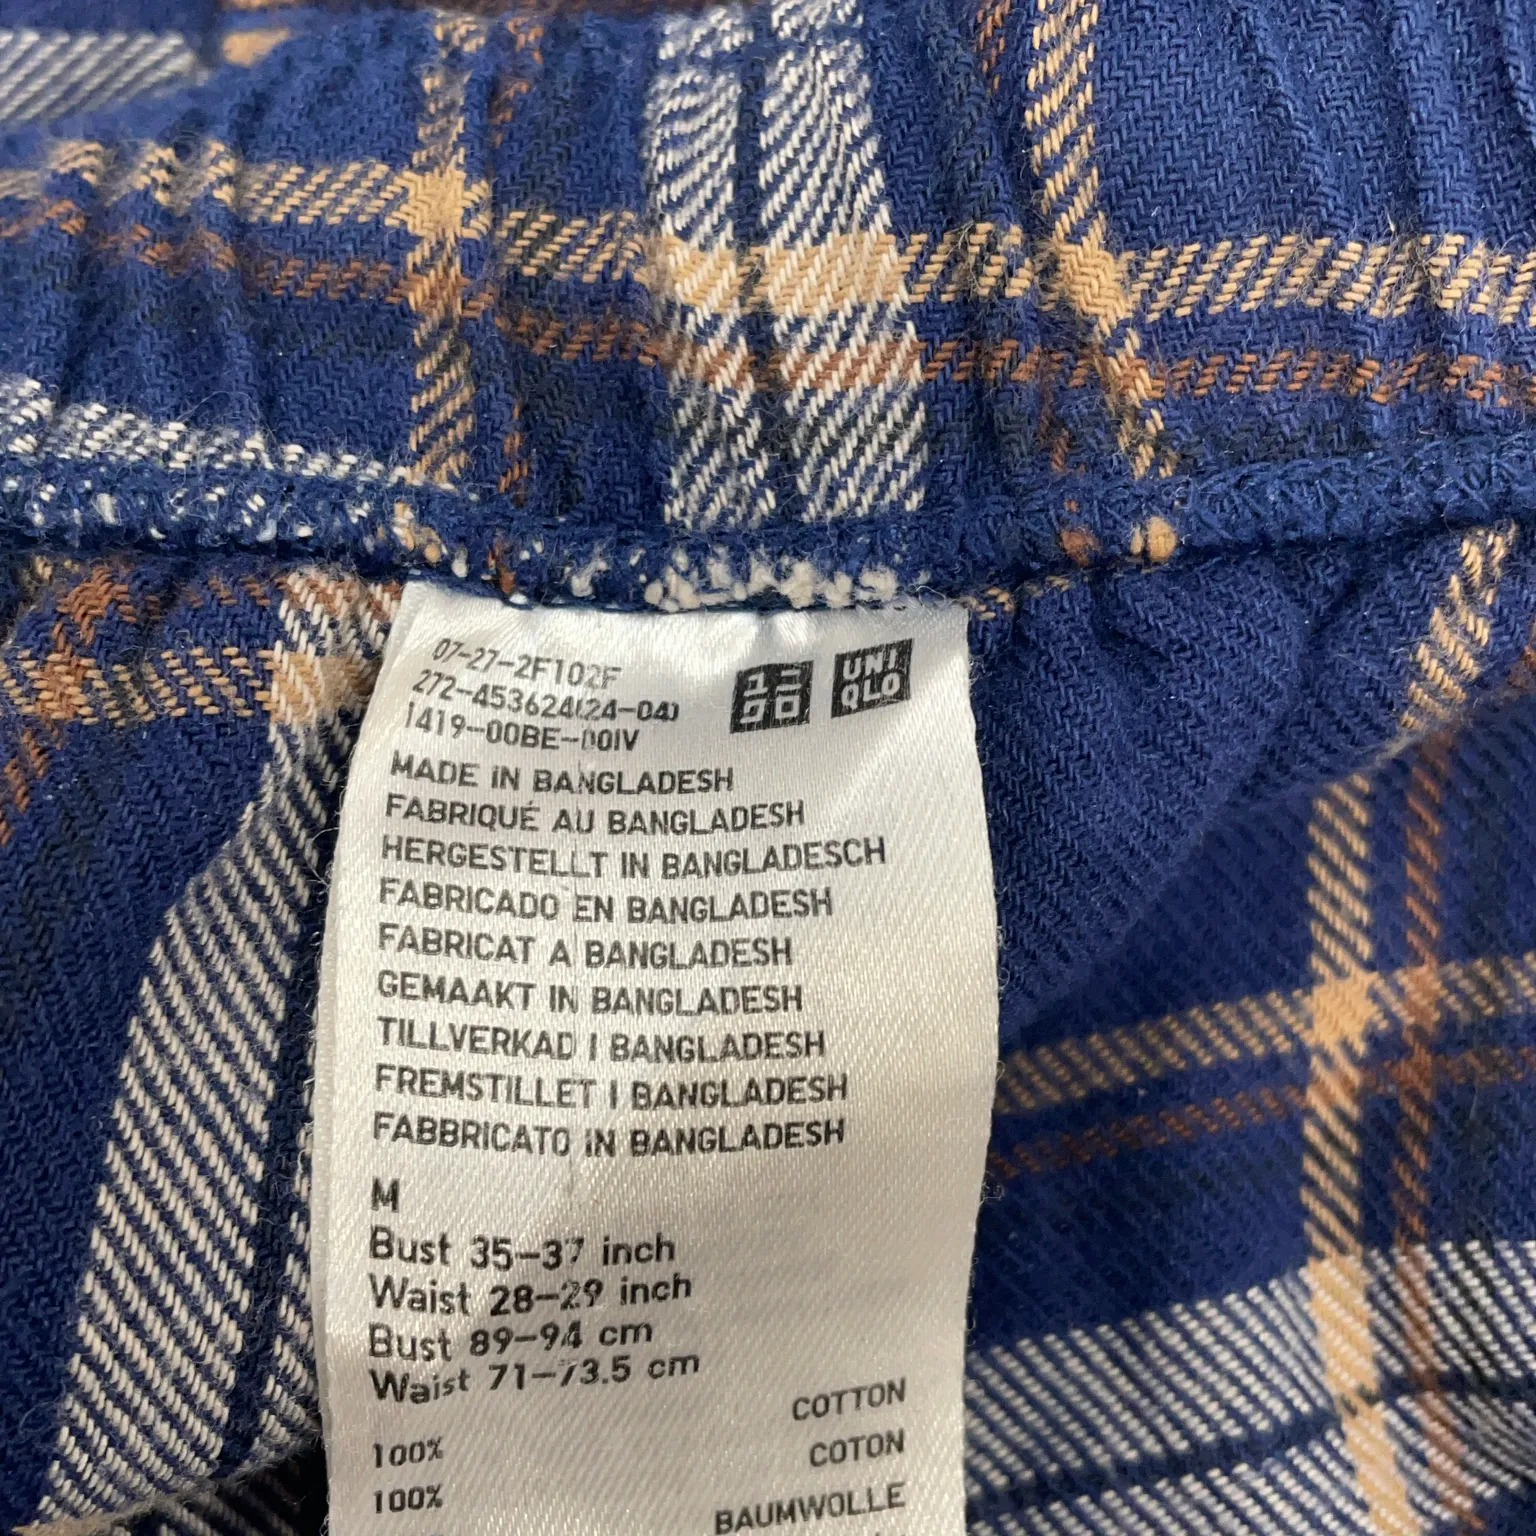 07-27-2F102F
272-453624(24-04)
1419-00BE-00IV
ユニ
クロ
UNI
QLO
MADE IN BANGLADESH
FABRIQUÉ AU BANGLADESH
HERGESTELLT IN BANGLADESCH
FABRICADO EN BANGLADESH
FABRICAT A BANGLADESH
GEMAAKT IN BANGLADESH
TILLVERKAD I BANGLADESH
FREMSTILLET I BANGLADESH
FABBRICATO IN BANGLADESH
M
Bust 35-37 inch
Waist 28-29 inch
Bust 89-94 cm
Waist 71-73.5 cm
COTTON
100% COTON
100% BAUMWOLLE